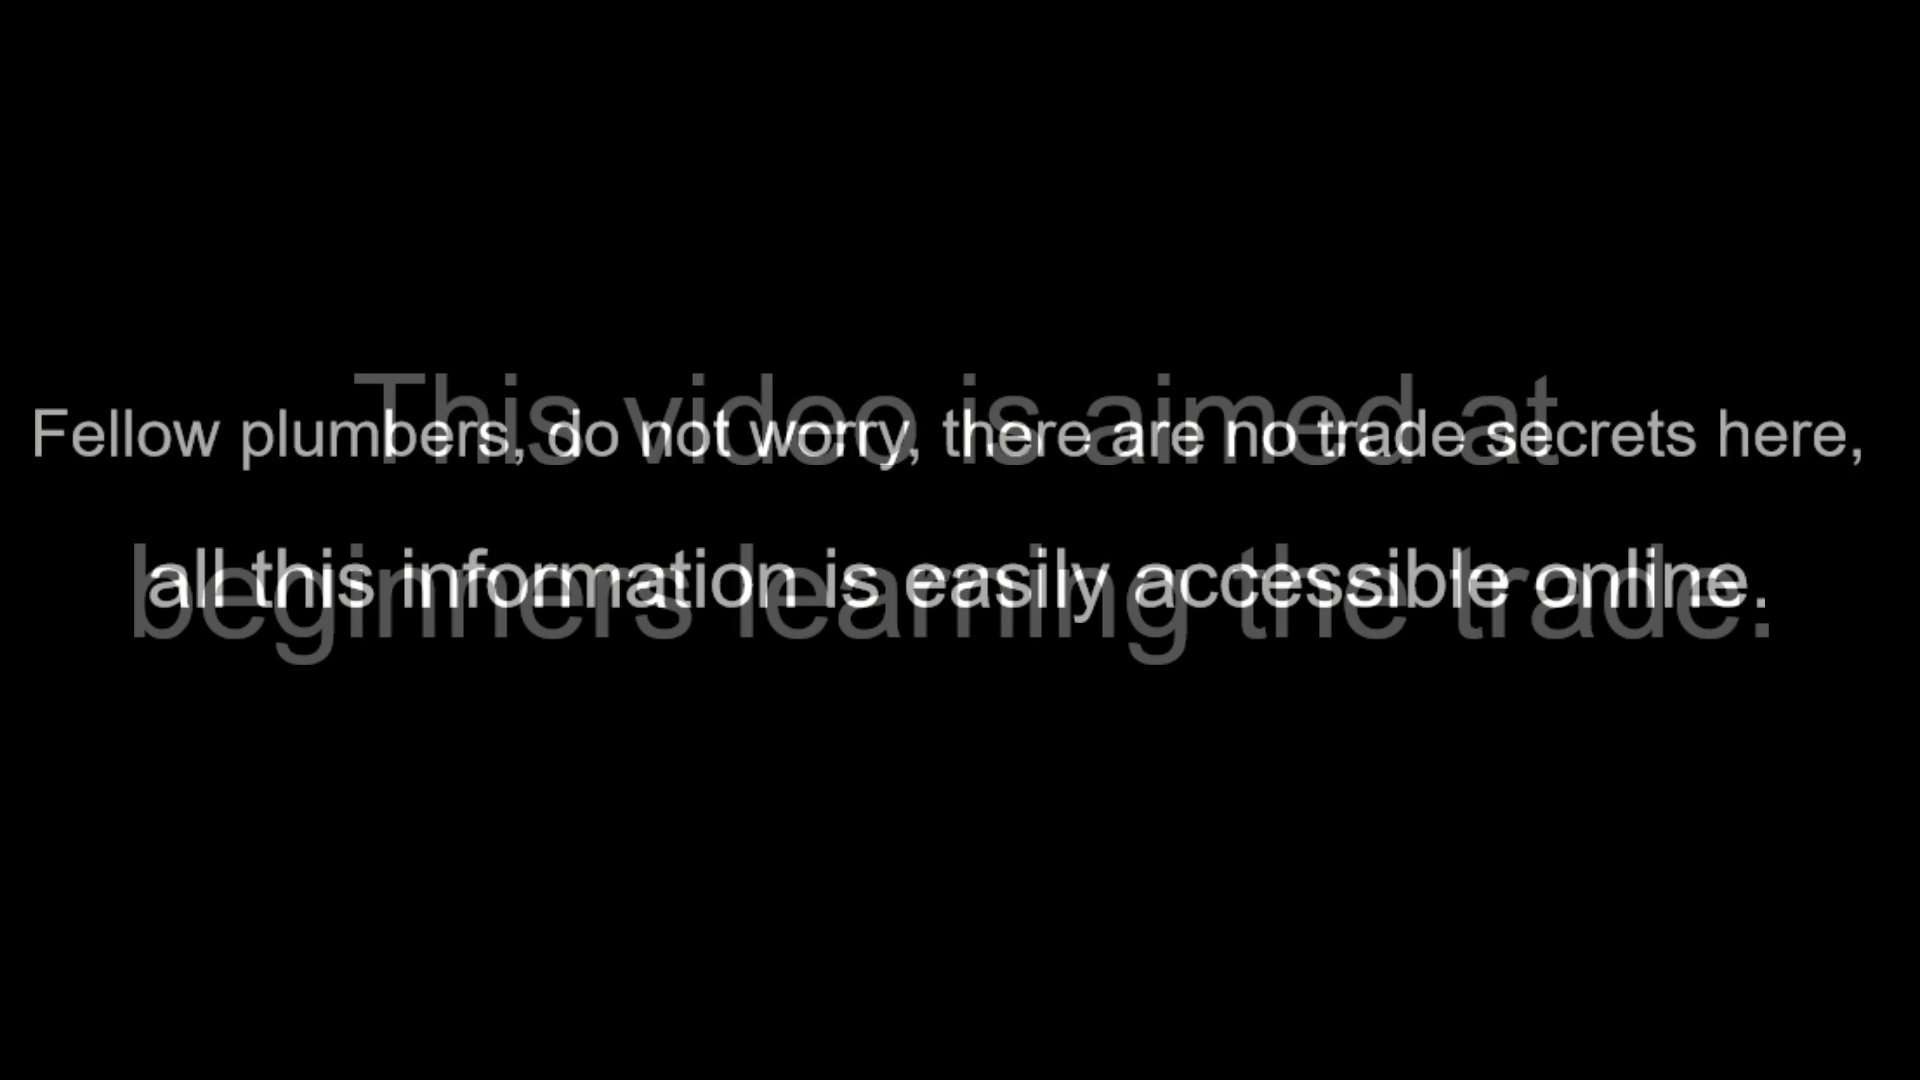 This video is aimed at
Fellow plumbers, do not worry, there are no trade secrets here,
all this information is easily accessible online.
beginners learning the trade.